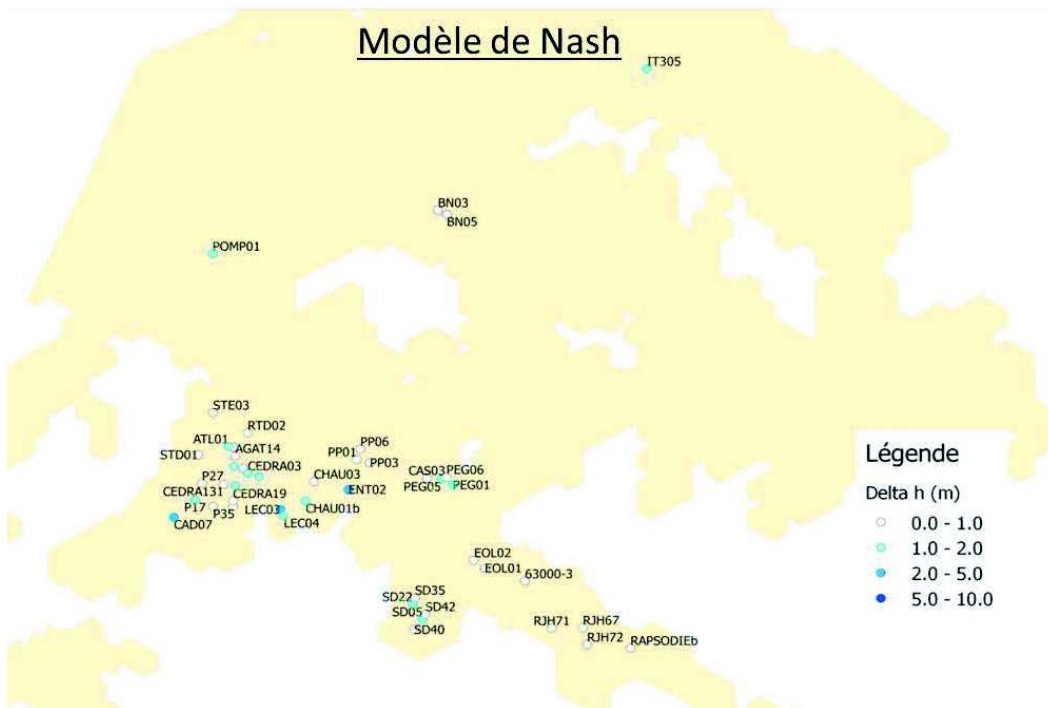 Modèle de Nash
IT305
BN03
BN05
POMP01
STE03
RTD02
ATL01
AGAT14
STD01
CEDRA03
P27
CEDRA131
CEDRA19
P17
P35
LEC03
CAD07
LEC04
CHAU03
CHAU01b
ENT02
PP06
PP01
PP03
CAS03
PEG06
PEG05
PEG01
EOL02
EOL01
63000-3
SD35
SD22
SD05
SD42
SD40
RJH71
RJH67
RJH72
RAPSODIEb
Légende
Delta h (m)
0.0 - 1.0
1.0 - 2.0
2.0 - 5.0
5.0 - 10.0